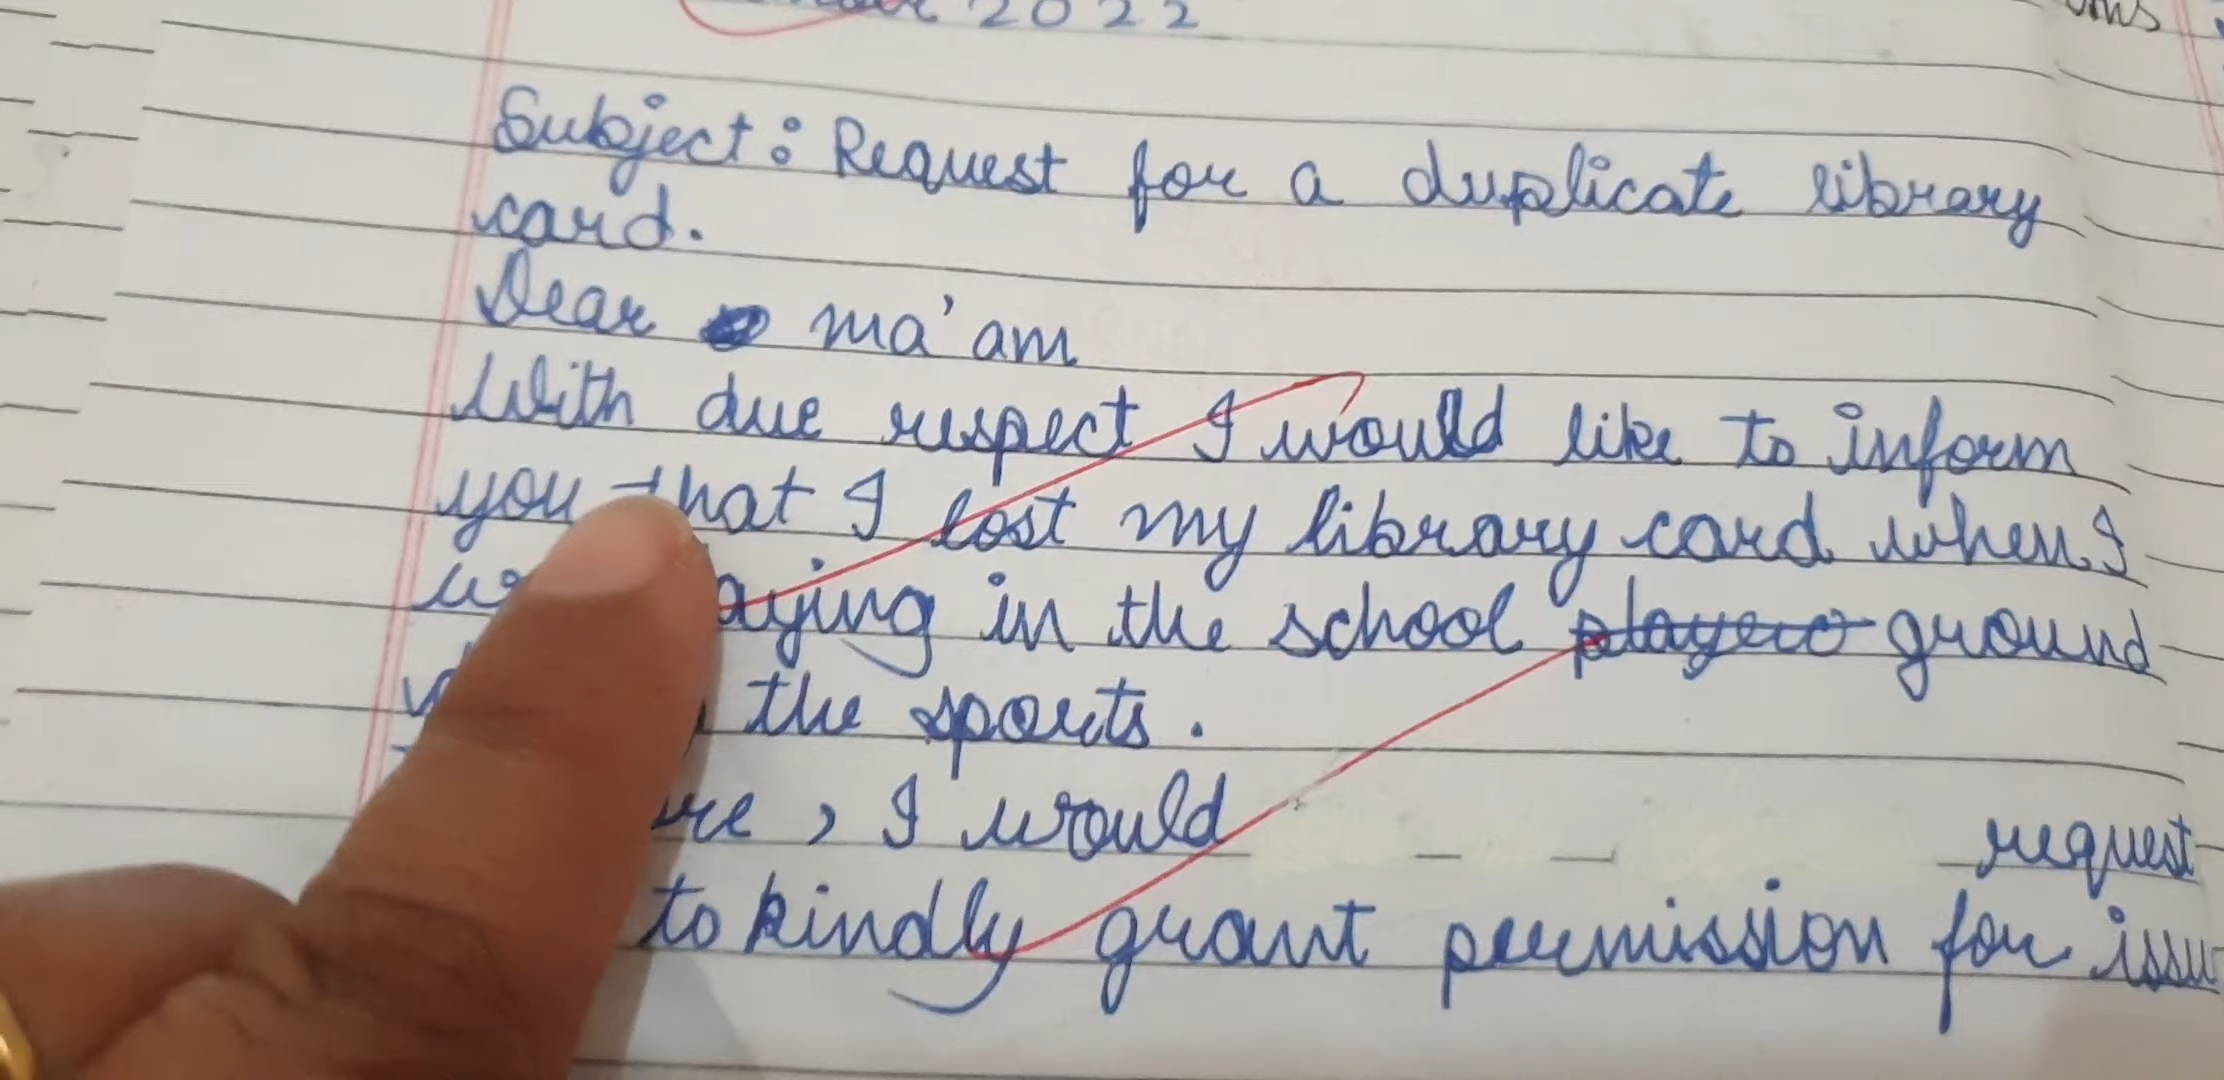 2022
Subject: Request for a duplicate library
card.
Dear ma'am
With due respect I would like to inform
you that I lost my library card when I
in the school ground
the sports.
, I would request
to kindly grant permission for issu